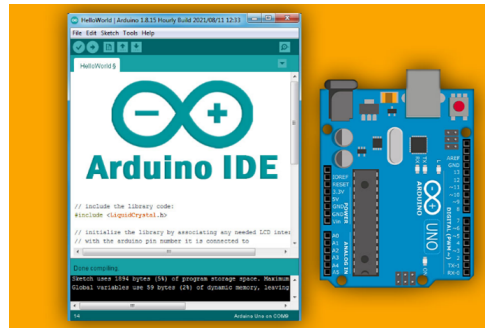 HelloWorld | Arduino 1.8.15 Hourly Build 2021/08/11 12:33
File Edit Sketch Tools Help
HelloWorld §
Arduino IDE
// include the library code:
#include <LiquidCrystal.h>
// initialize the library by associating any needed LCD inter
// with the arduino pin number it is connected to
Done compiling.
Sketch uses 1894 bytes (5%) of program storage space. Maximum
Global variables use 59 bytes (2%) of dynamic memory, leaving
14
Arduino Uno on COM9
IOREF
RESET
3.3V
5V
GND
GND
VIN
POWER
A0
A1
A2
A3
A4
A5
ANALOG IN
L
TX
RX
ARDUINO
UNO
ON
AREF
GND
13
12
~11
~10
~9
8
7
~6
~5
4
~3
2
TX→1
RX←0
DIGITAL (PWM~)